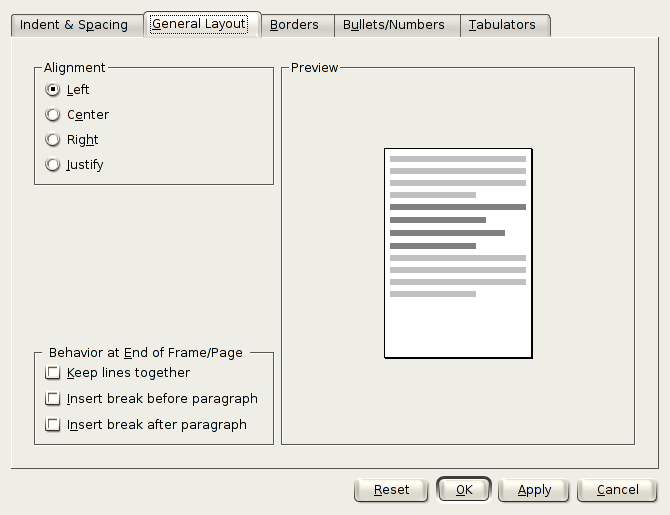 Indent & Spacing General Layout Borders Bullets/Numbers Tabulators
Alignment
Left
Center
Right
Justify
Preview
Behavior at End of Frame/Page
Keep lines together
Insert break before paragraph
Insert break after paragraph
Reset OK Apply Cancel